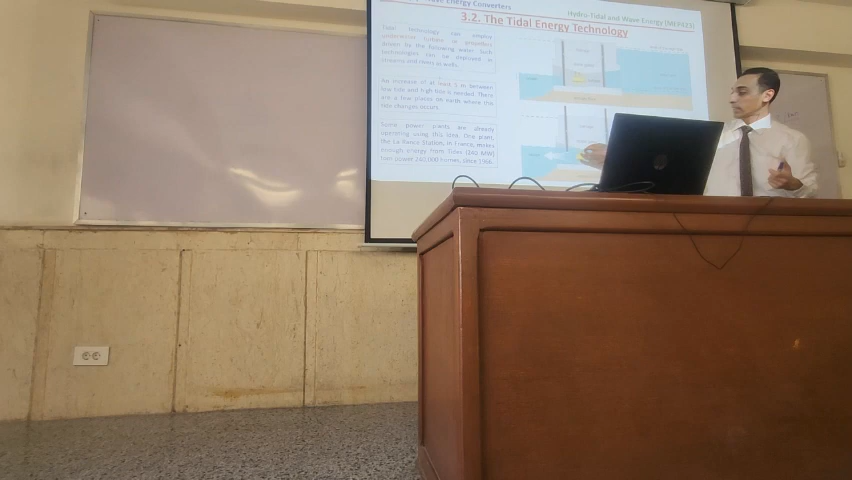 Energy Converters
Hydro-Tidal and Wave Energy (MEP423)
3.2. The Tidal Energy Technology
Tidal technology can employ
underwater turbines or propellers
driven by the following water. Such
technologies can be deployed in
streams and rivers as wells.
An increase of at least 5 m between
low tide and high tide is needed. There
are a few places on earth where this
tide changes occurs.
Some power plants are already
operating using this idea. One plant,
the La Rance Station, in France, makes
enough energy from Tides (240 MW)
power 240,000 homes, since 1966.